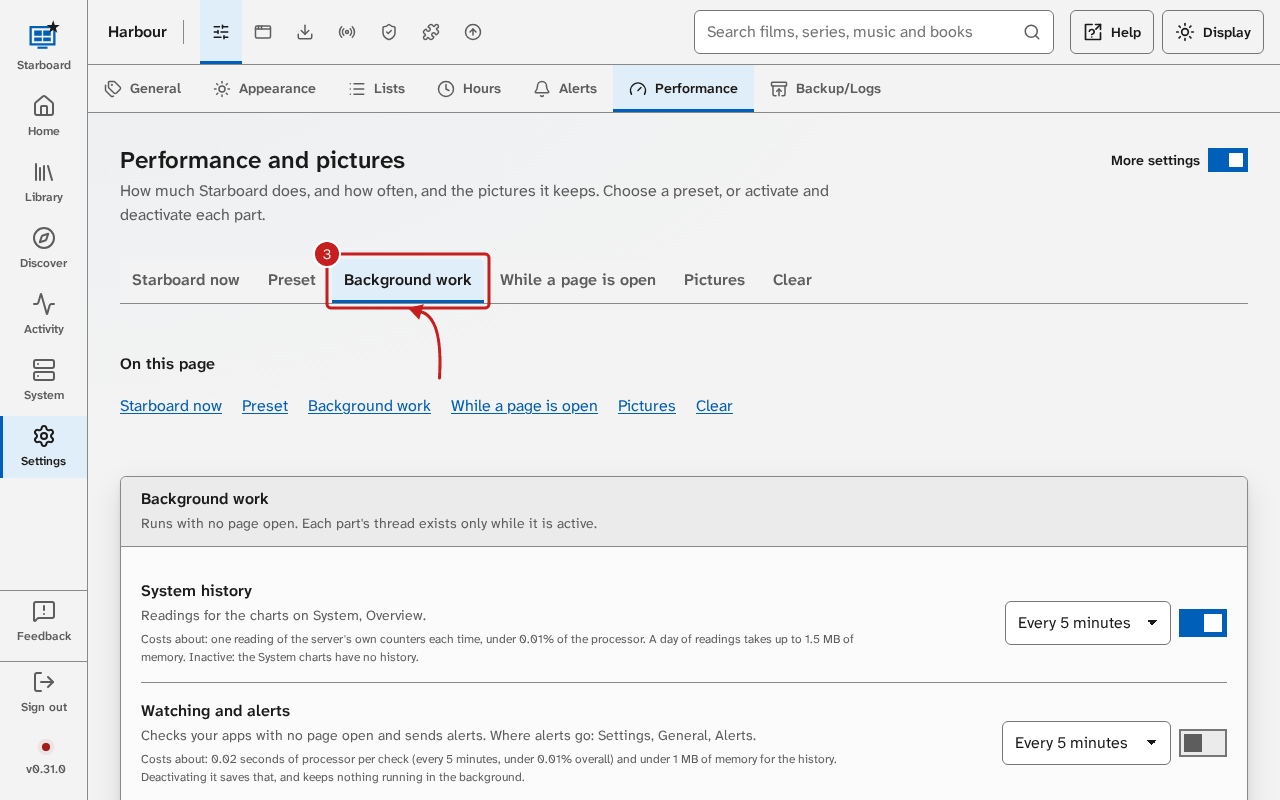 Starboard
Home
Library
Discover
Activity
System
Settings
Feedback
Sign out
v0.31.0
Harbour
Search films, series, music and books
Help
Display
General
Appearance
Lists
Hours
Alerts
Performance
Backup/Logs
Performance and pictures
More settings
How much Starboard does, and how often, and the pictures it keeps. Choose a preset, or activate and
deactivate each part.
3
Starboard now
Preset
Background work
While a page is open
Pictures
Clear
On this page
Starboard now
Preset
Background work
While a page is open
Pictures
Clear
Background work
Runs with no page open. Each part's thread exists only while it is active.
System history
Readings for the charts on System, Overview.
Costs about: one reading of the server's own counters each time, under 0.01% of the processor. A day of readings takes up to 1.5 MB of
memory. Inactive: the System charts have no history.
Every 5 minutes
Watching and alerts
Checks your apps with no page open and sends alerts. Where alerts go: Settings, General, Alerts.
Costs about: 0.02 seconds of processor per check (every 5 minutes, under 0.01% overall) and under 1 MB of memory for the history.
Deactivating it saves that, and keeps nothing running in the background.
Every 5 minutes